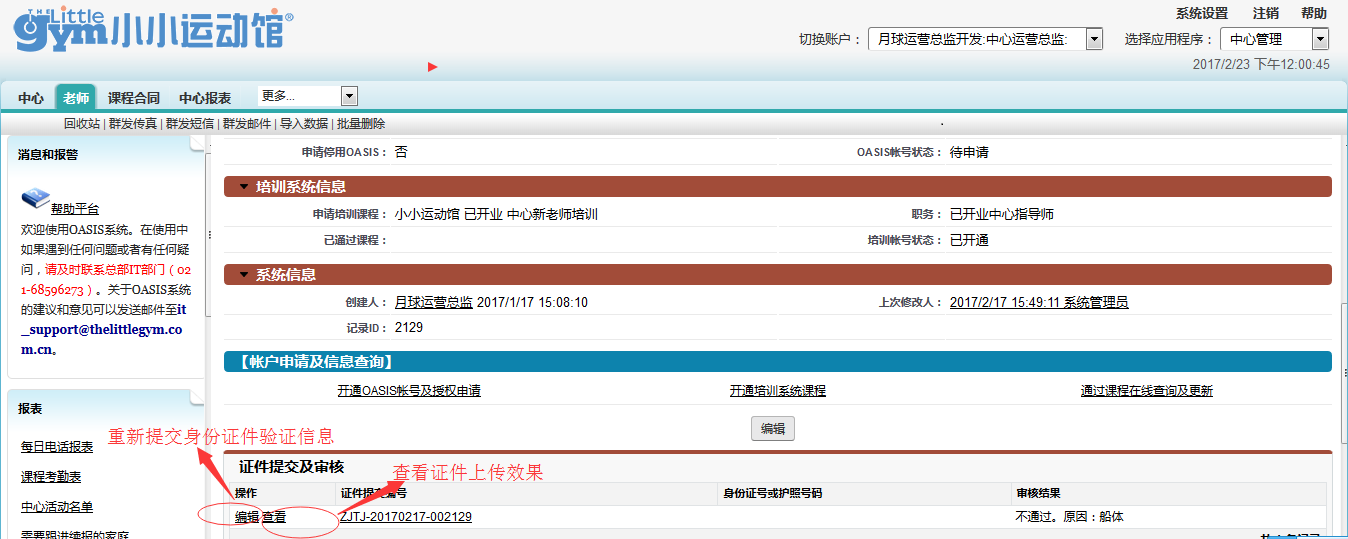 THE Little gym 小小运动馆®
系统设置 注销 帮助
切换账户： 月球运营总监开发:中心运营总监: 选择应用程序： 中心管理
2017/2/23 下午12:00:45
中心 老师 课程合同 中心报表 更多...
回收站 | 群发传真 | 群发短信 | 群发邮件 | 导入数据 | 批量删除
消息和报警
帮助平台
欢迎使用OASIS系统。在使用中
如果遇到任何问题或者有任何疑
问，请及时联系总部IT部门（02
1-68596273）。关于OASIS系统
的建议和意见可以发送邮件至it
_support@thelittlegym.co
m.cn。
报表
每日电话报表
课程考勤表
中心活动名单
需要跟进续报的家庭
申请停用OASIS： 否 OASIS帐号状态： 待申请
培训系统信息
申请培训课程： 小小运动馆 已开业 中心新老师培训 职务： 已开业中心指导师
已通过课程： 培训帐号状态： 已开通
系统信息
创建人： 月球运营总监 2017/1/17 15:08:10 上次修改人： 2017/2/17 15:49:11 系统管理员
记录ID： 2129
【帐户申请及信息查询】
开通OASIS帐号及授权申请 开通培训系统课程 通过课程在线查询及更新
编辑
重新提交身份证件验证信息
证件提交及审核
查看证件上传效果
操作 证件提交编号 身份证号或护照号码 审核结果
编辑 查看 ZJTJ-20170217-002129 不通过。原因：船体